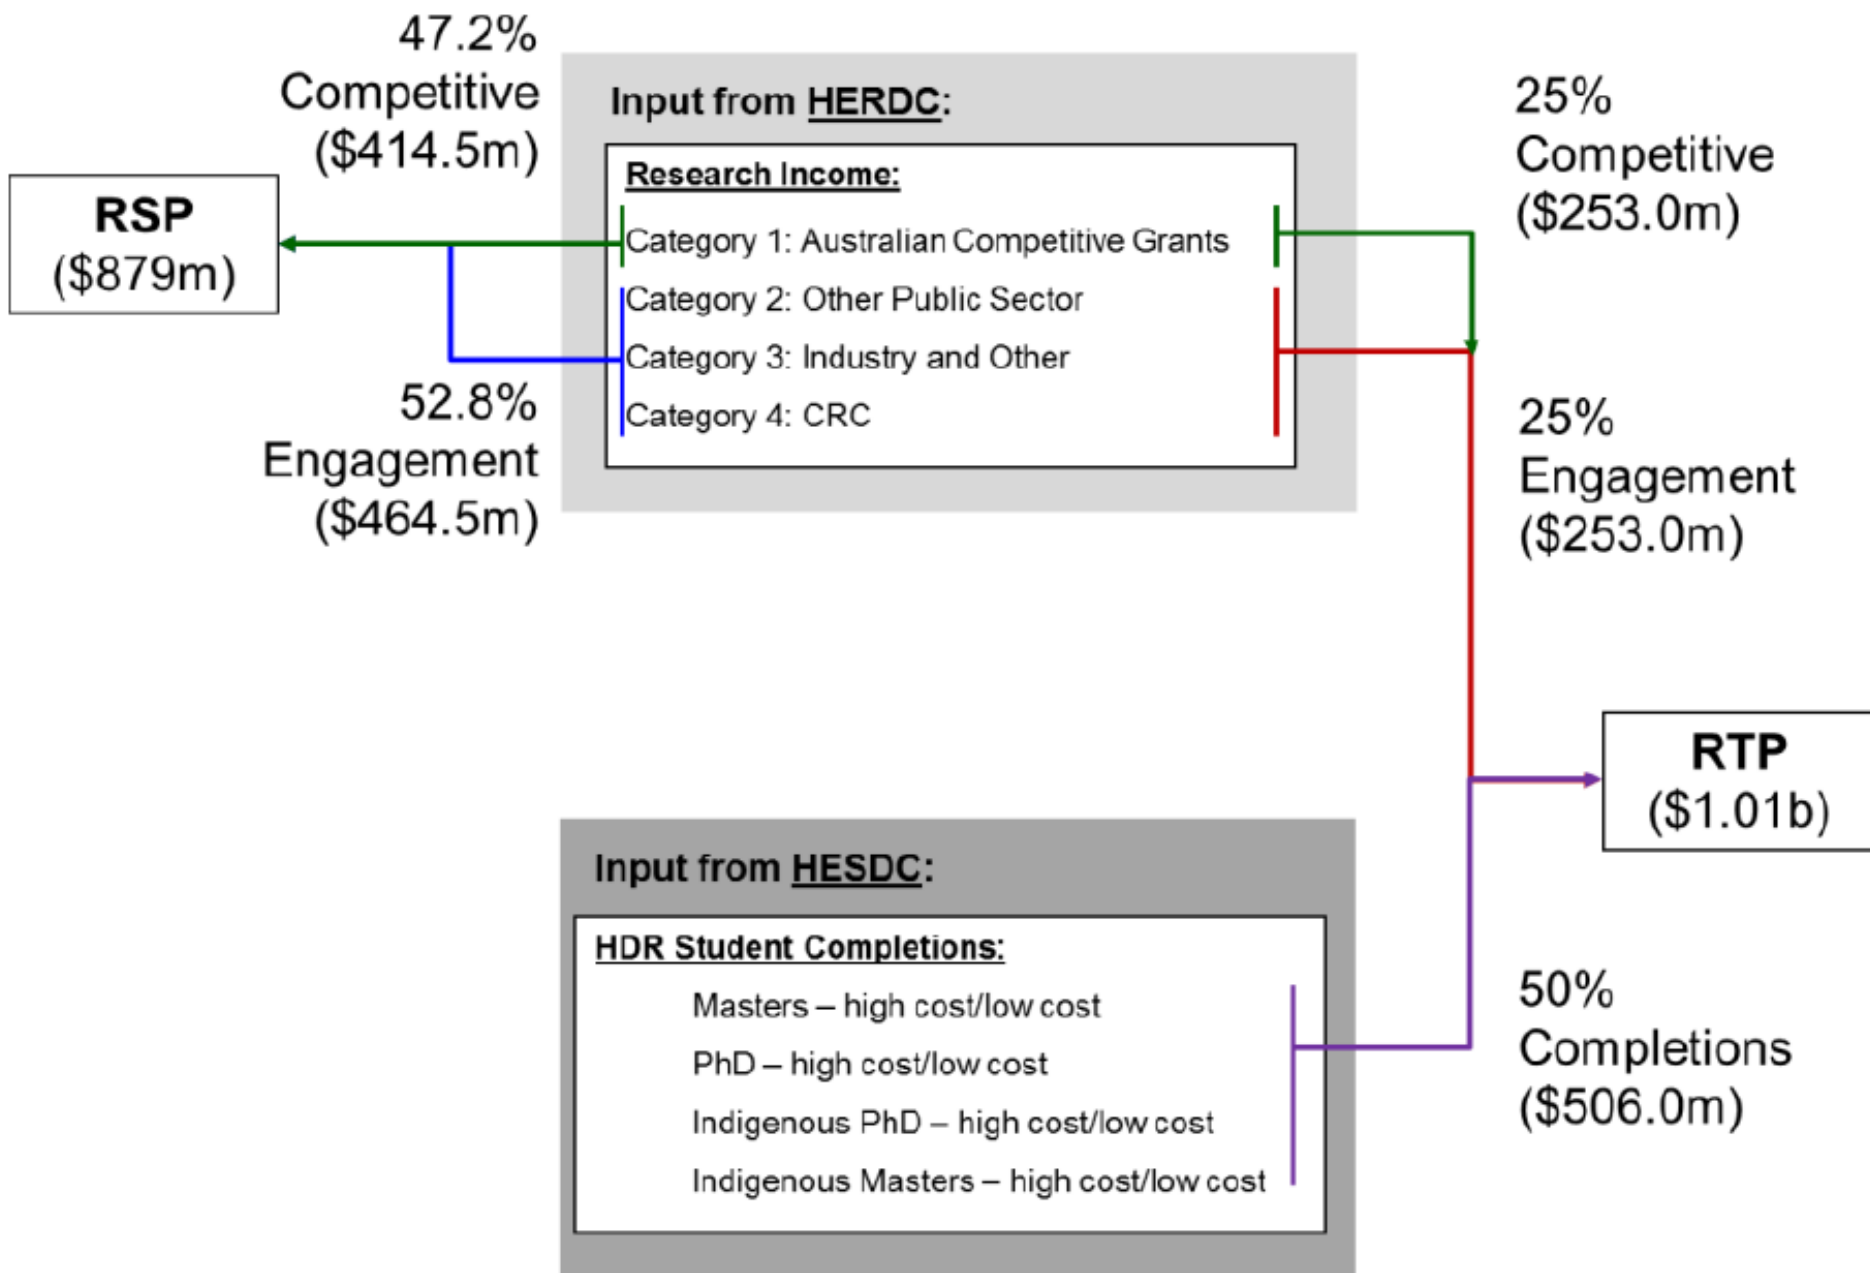 47.2%
Competitive
($414.5m)
RSP
($879m)
52.8%
Engagement
($464.5m)
Input from HERDC:
Research Income:
Category 1: Australian Competitive Grants
Category 2: Other Public Sector
Category 3: Industry and Other
Category 4: CRC
25%
Competitive
($253.0m)
25%
Engagement
($253.0m)
RTP
($1.01b)
Input from HESDC:
HDR Student Completions:
Masters – high cost/low cost
PhD – high cost/low cost
Indigenous PhD – high cost/low cost
Indigenous Masters – high cost/low cost
50%
Completions
($506.0m)